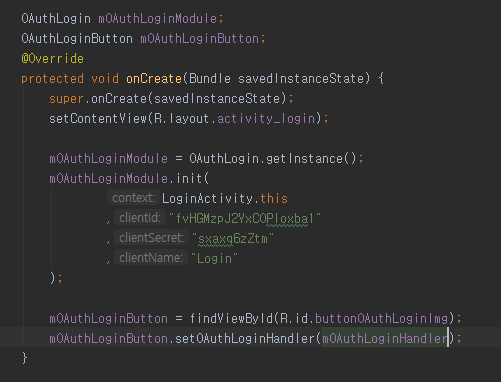 OAuthLogin mOAuthLoginModule;
OAuthLoginButton mOAuthLoginButton;
@Override
protected void onCreate(Bundle savedInstanceState) {
super.onCreate(savedInstanceState);
setContentView(R.layout.activity_login);
mOAuthLoginModule = OAuthLogin.getInstance();
mOAuthLoginModule.init(
context: LoginActivity.this
, clientId: "fvHGMzpJ2YxCOPloxba1"
, clientSecret: "sxaxg6zZtm"
, clientName: "Login"
);
mOAuthLoginButton = findViewById(R.id.buttonOAuthLoginImg);
mOAuthLoginButton.setOAuthLoginHandler(mOAuthLoginHandler);
}